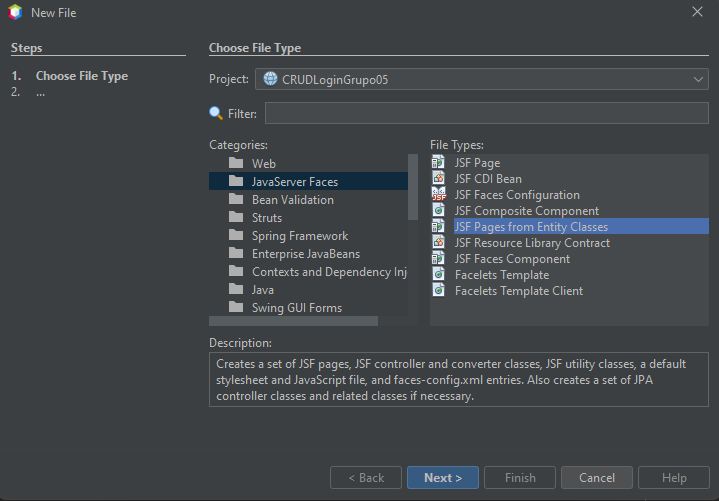 New File
Steps
1. Choose File Type
2. ...
Choose File Type
Project: CRUDLoginGrupo05
Filter:
Categories:
Web
JavaServer Faces
Bean Validation
Struts
Spring Framework
Enterprise JavaBeans
Contexts and Dependency Inj
Java
Swing GUI Forms
File Types:
JSF Page
JSF CDI Bean
JSF Faces Configuration
JSF Composite Component
JSF Pages from Entity Classes
JSF Resource Library Contract
JSF Faces Component
Facelets Template
Facelets Template Client
Description:
Creates a set of JSF pages, JSF controller and converter classes, JSF utility classes, a default
stylesheet and JavaScript file, and faces-config.xml entries. Also creates a set of JPA
controller classes and related classes if necessary.
< Back
Next >
Finish
Cancel
Help